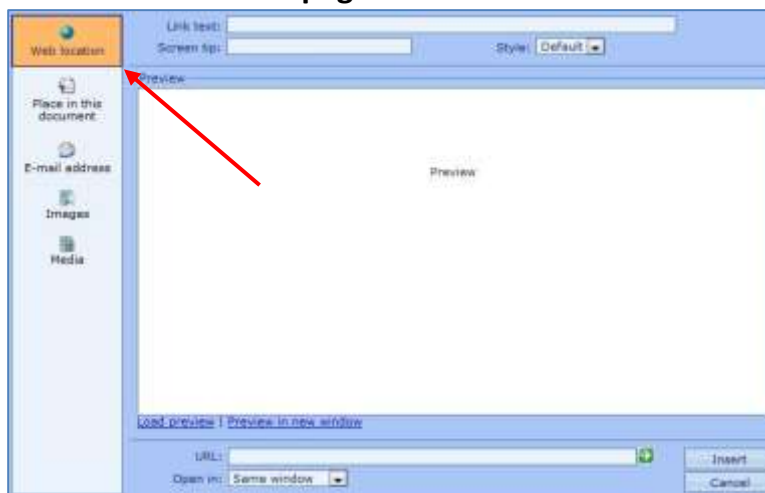 Web location
Place in this
document
E-mail address
Images
Media
Link text:
Screen tip:
Style: Default
Preview
Preview
Load preview | Preview in new window
URL:
Open in: Same window
Insert
Cancel